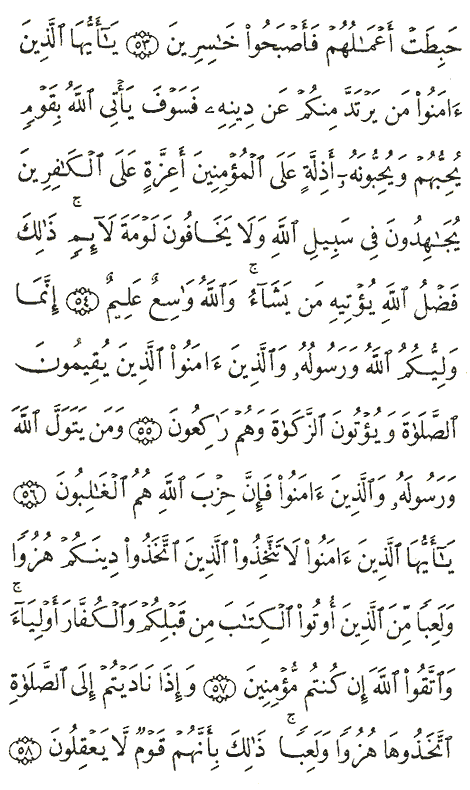 حَبِطَتْ أَعْمَٰلُهُمْ فَأَصْبَحُوا۟ خَٰسِرِينَ ۝٥٣ يَٰٓأَيُّهَا ٱلَّذِينَ
ءَامَنُوا۟ مَن يَرْتَدَّ مِنكُمْ عَن دِينِهِۦ فَسَوْفَ يَأْتِى ٱللَّهُ بِقَوْمٍ
يُحِبُّهُمْ وَيُحِبُّونَهُۥٓ أَذِلَّةٍ عَلَى ٱلْمُؤْمِنِينَ أَعِزَّةٍ عَلَى ٱلْكَٰفِرِينَ
يُجَٰهِدُونَ فِى سَبِيلِ ٱللَّهِ وَلَا يَخَافُونَ لَوْمَةَ لَآئِمٍ ۚ ذَٰلِكَ
فَضْلُ ٱللَّهِ يُؤْتِيهِ مَن يَشَآءُ ۚ وَٱللَّهُ وَٰسِعٌ عَلِيمٌ ۝٥٤ إِنَّمَا
وَلِيُّكُمُ ٱللَّهُ وَرَسُولُهُۥ وَٱلَّذِينَ ءَامَنُوا۟ ٱلَّذِينَ يُقِيمُونَ
ٱلصَّلَوٰةَ وَيُؤْتُونَ ٱلزَّكَوٰةَ وَهُمْ رَٰكِعُونَ ۝٥٥ وَمَن يَتَوَلَّ ٱللَّهَ
وَرَسُولَهُۥ وَٱلَّذِينَ ءَامَنُوا۟ فَإِنَّ حِزْبَ ٱللَّهِ هُمُ ٱلْغَٰلِبُونَ ۝٥٦
يَٰٓأَيُّهَا ٱلَّذِينَ ءَامَنُوا۟ لَا تَتَّخِذُوا۟ ٱلَّذِينَ ٱتَّخَذُوا۟ دِينَكُمْ هُزُوًا
وَلَعِبًا مِّنَ ٱلَّذِينَ أُوتُوا۟ ٱلْكِتَٰبَ مِن قَبْلِكُمْ وَٱلْكُفَّارَ أَوْلِيَآءَ ۚ
وَٱتَّقُوا۟ ٱللَّهَ إِن كُنتُم مُّؤْمِنِينَ ۝٥٧ وَإِذَا نَادَيْتُمْ إِلَى ٱلصَّلَوٰةِ
ٱتَّخَذُوهَا هُزُوًا وَلَعِبًا ۚ ذَٰلِكَ بِأَنَّهُمْ قَوْمٌ لَّا يَعْقِلُونَ ۝٥٨